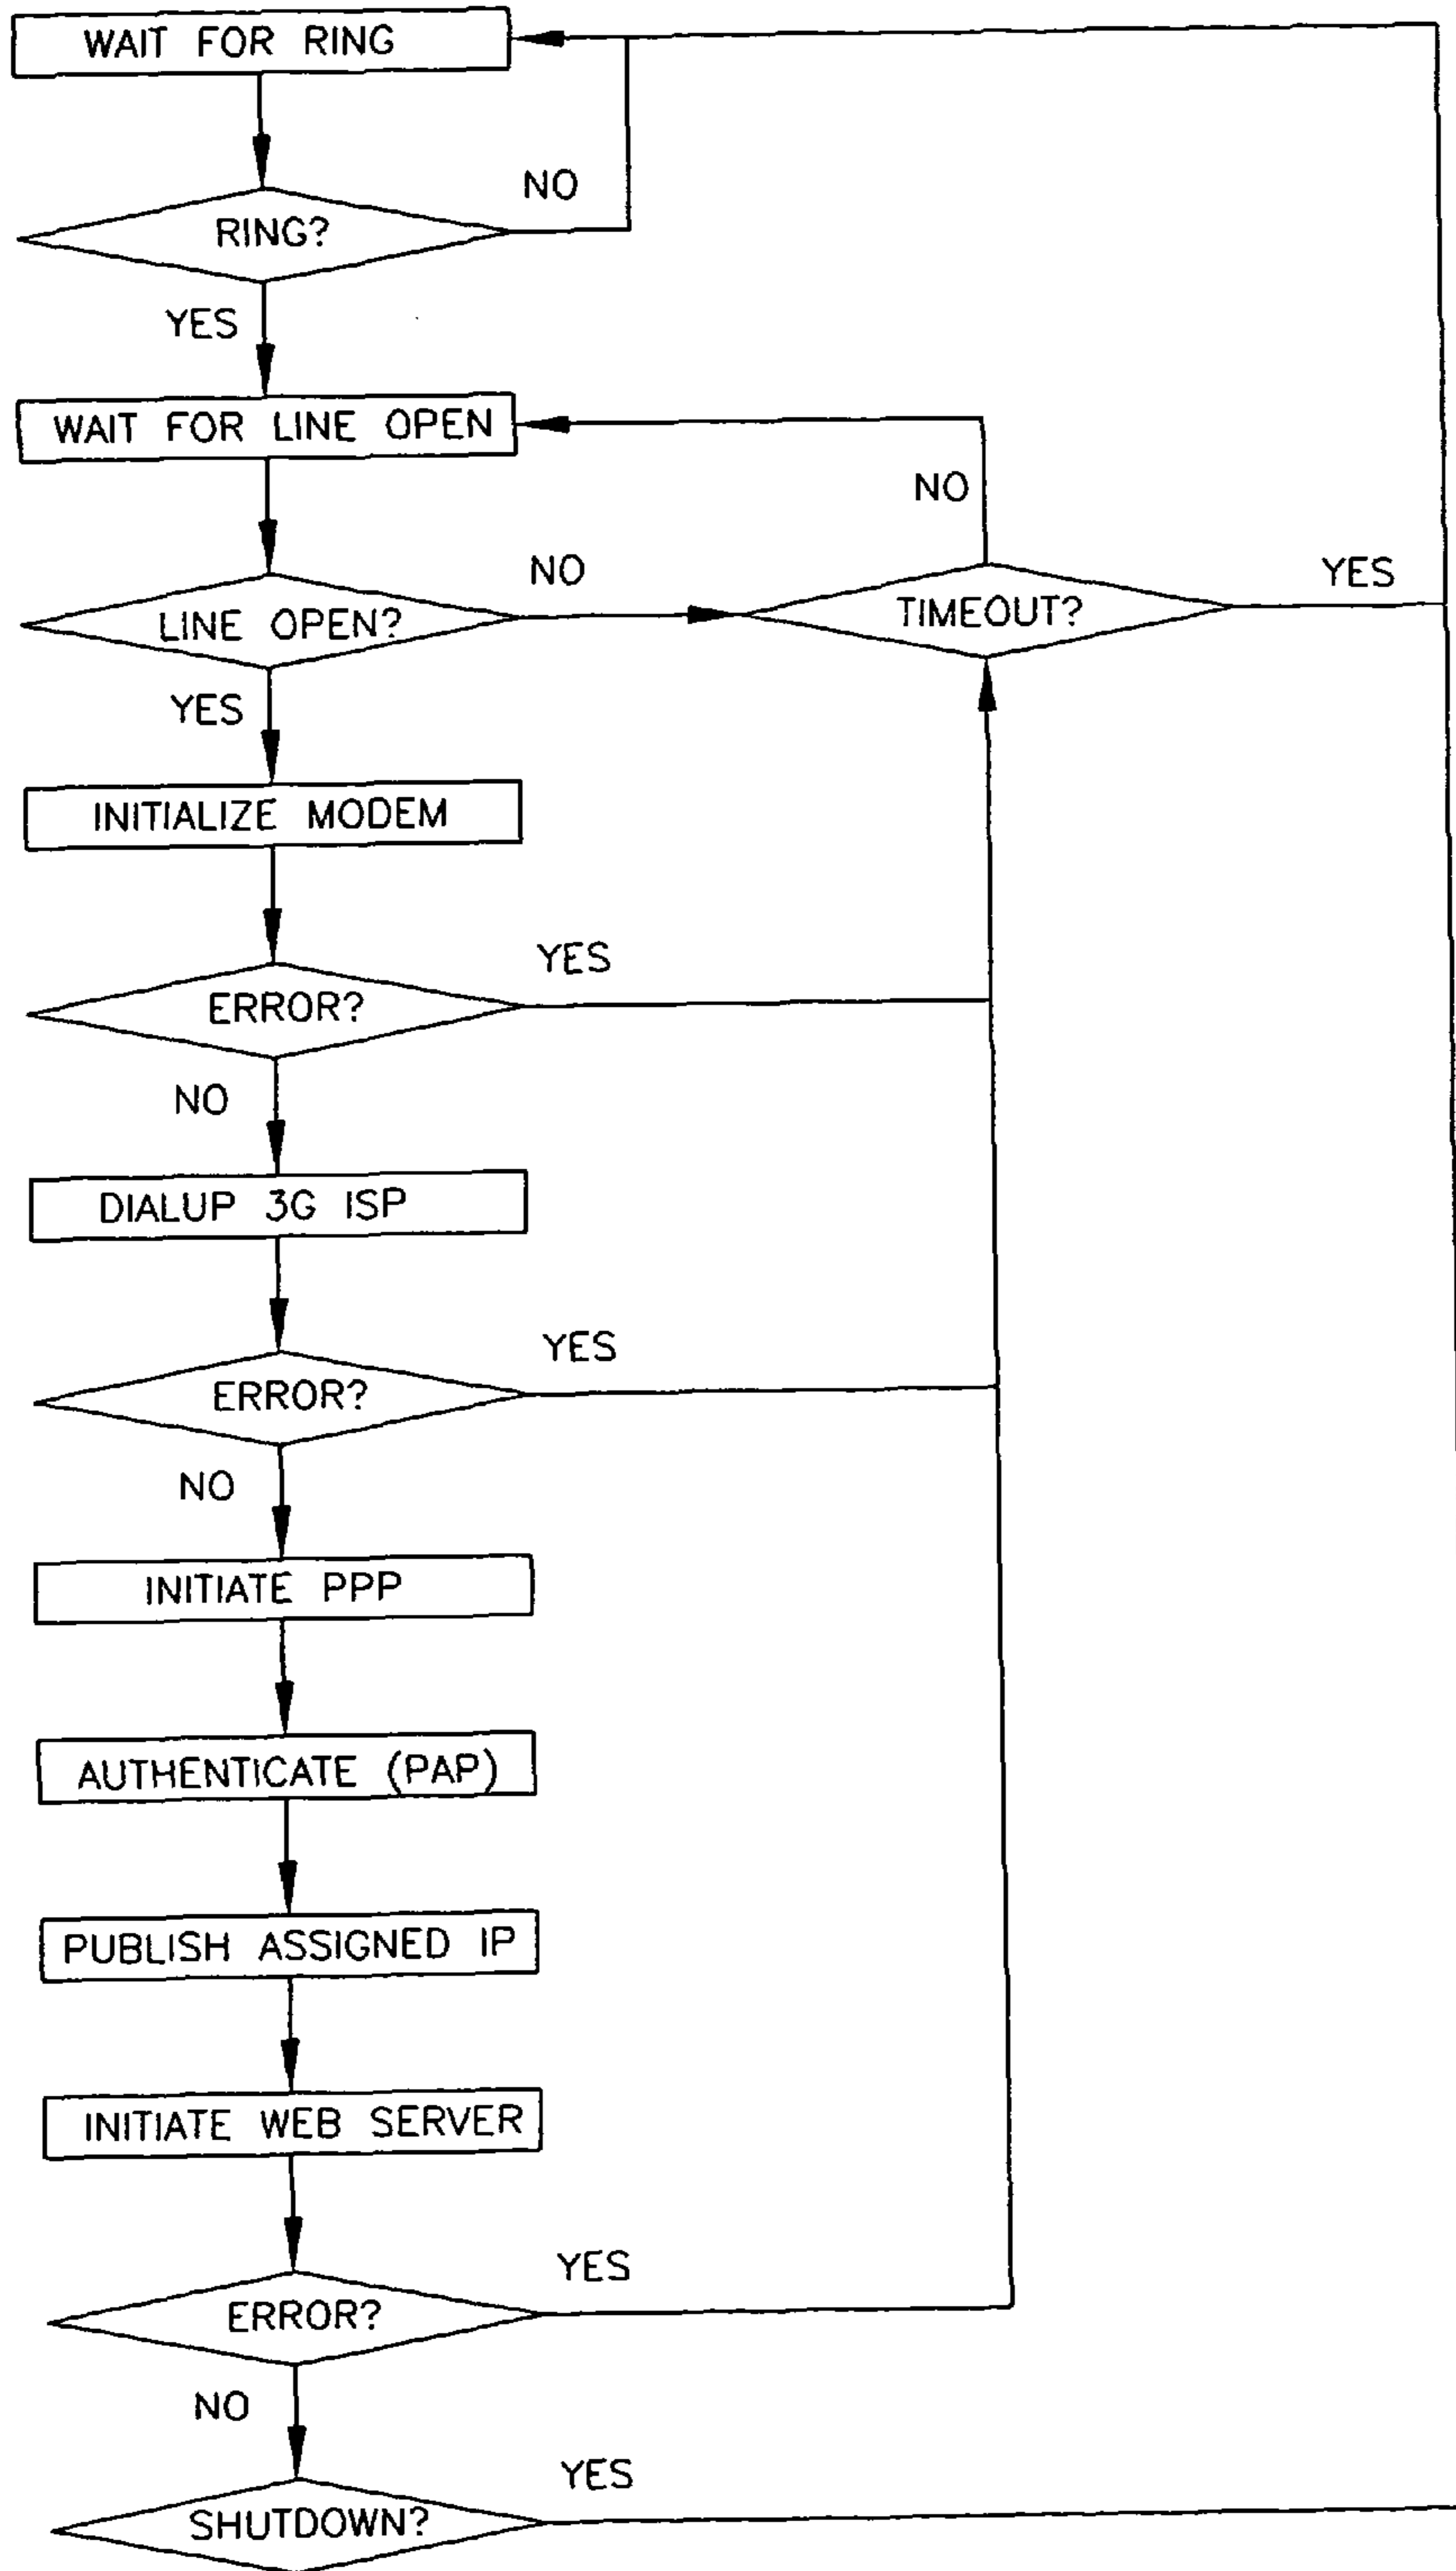 WAIT FOR RING
NO
RING?
YES
WAIT FOR LINE OPEN
NO
NO
YES
LINE OPEN?
TIMEOUT?
YES
INITIALIZE MODEM
YES
ERROR?
NO
DIALUP 3G ISP
YES
ERROR?
NO
INITIATE PPP
AUTHENTICATE (PAP)
PUBLISH ASSIGNED IP
INITIATE WEB SERVER
YES
ERROR?
NO
YES
SHUTDOWN?